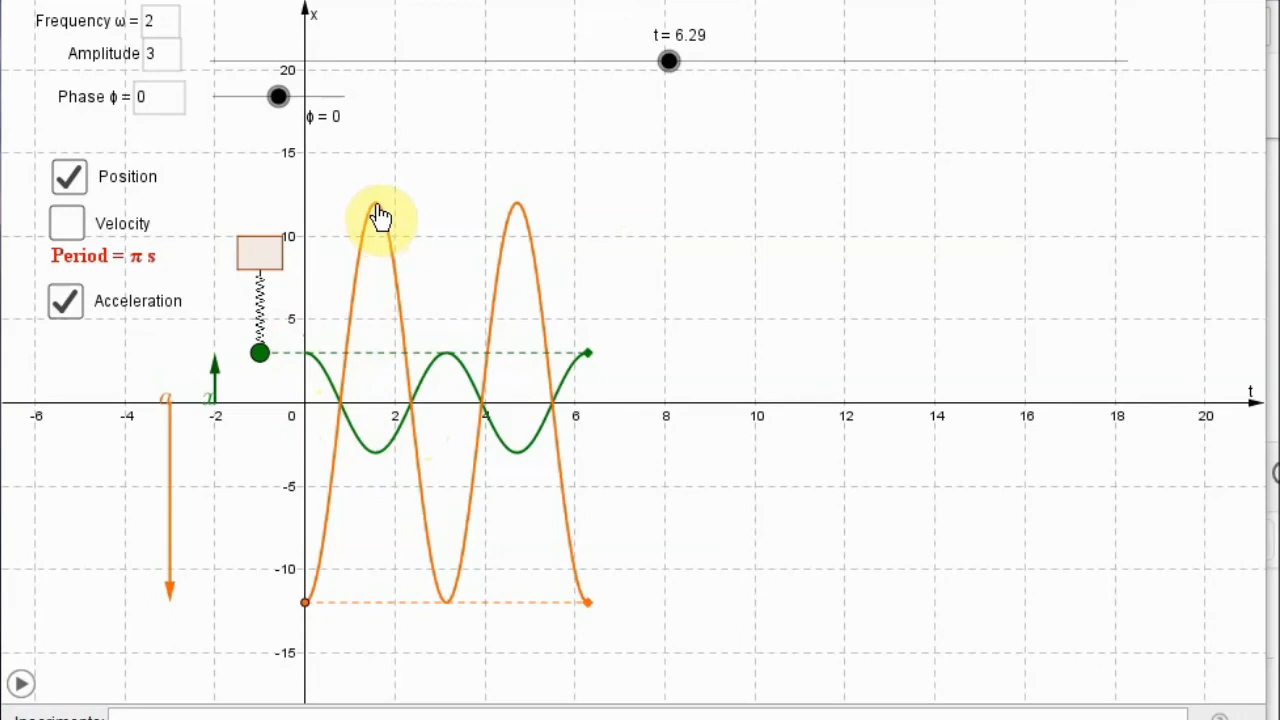 Frequency ω = 2
x
t = 6.29
Amplitude 3
20
Phase ϕ = 0
ϕ = 0
15
Position
Velocity
10
Period = π s
Acceleration
5
a x
t
-6 -4 -2 0 2 4 6 8 10 12 14 16 18 20
-5
-10
-15